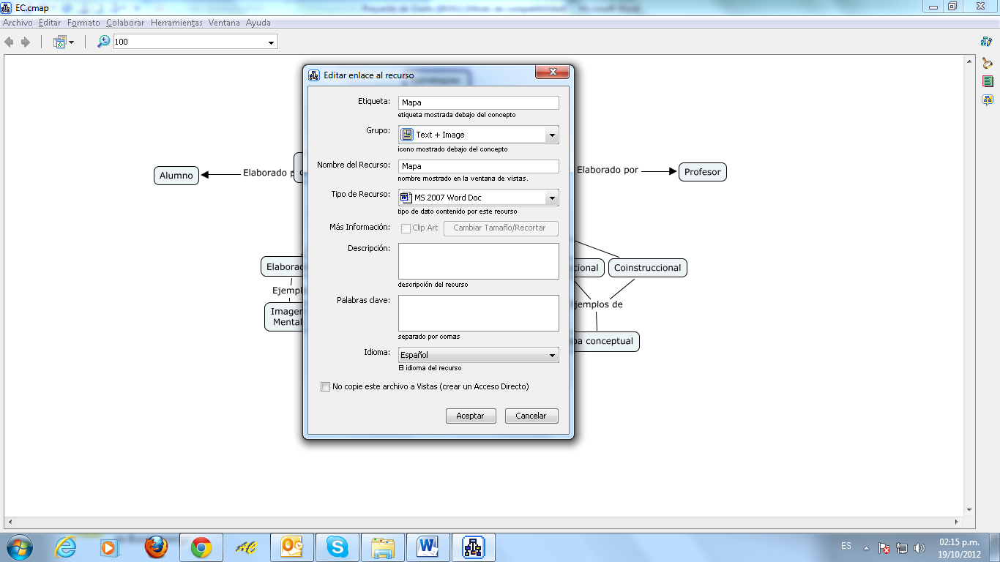 EC.cmap
Archivo Editar Formato Colaborar Herramientas Ventana Ayuda
100
Editar enlace al recurso
Etiqueta: Mapa
etiqueta mostrada debajo del concepto
Grupo: Text + Image
icono mostrado debajo del concepto
Nombre del Recurso: Mapa
nombre mostrado en la ventana de vistas.
Tipo de Recurso: MS 2007 Word Doc
tipo de dato contenido por este recurso
Más Información: Clip Art Cambiar Tamaño/Recortar
Descripción:
descripción del recurso
Palabras clave:
separado por comas
Idioma: Español
El idioma del recurso
No copie este archivo a Vistas (crear un Acceso Directo)
Aceptar Cancelar
Alumno
Elaborado p
Elaborado por
Profesor
Elaborad
Ejempl
Imagen
Mental
cional
Coinstruccional
jemplos de
pa conceptual
ES
02:15 p.m.
19/10/2012